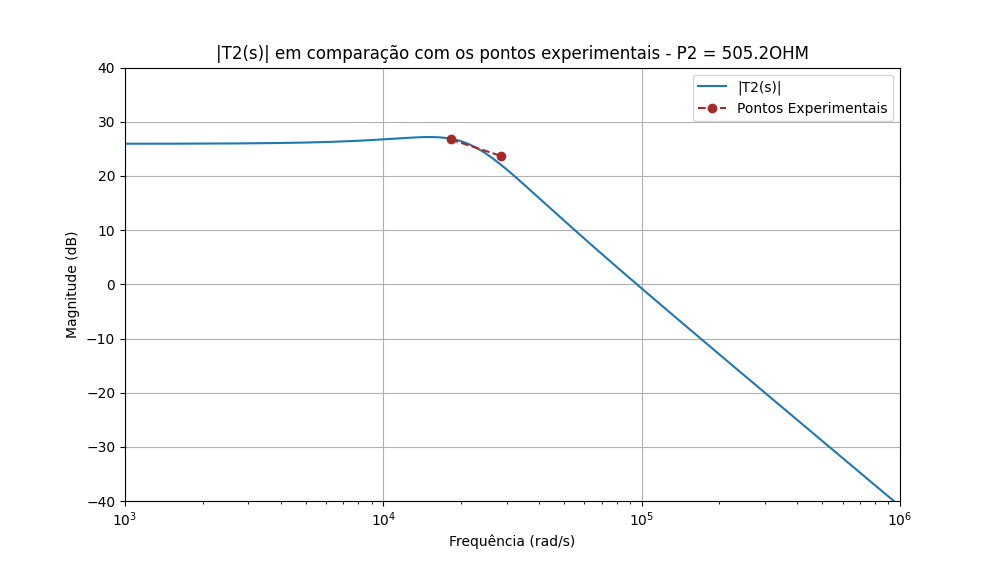 |T2(s)| em comparação com os pontos experimentais - P2 = 505.2OHM
40
30
20
10
0
−10
−20
−30
−40
Magnitude (dB)
|T2(s)|
Pontos Experimentais
10³
10⁴
10⁵
10⁶
Frequência (rad/s)